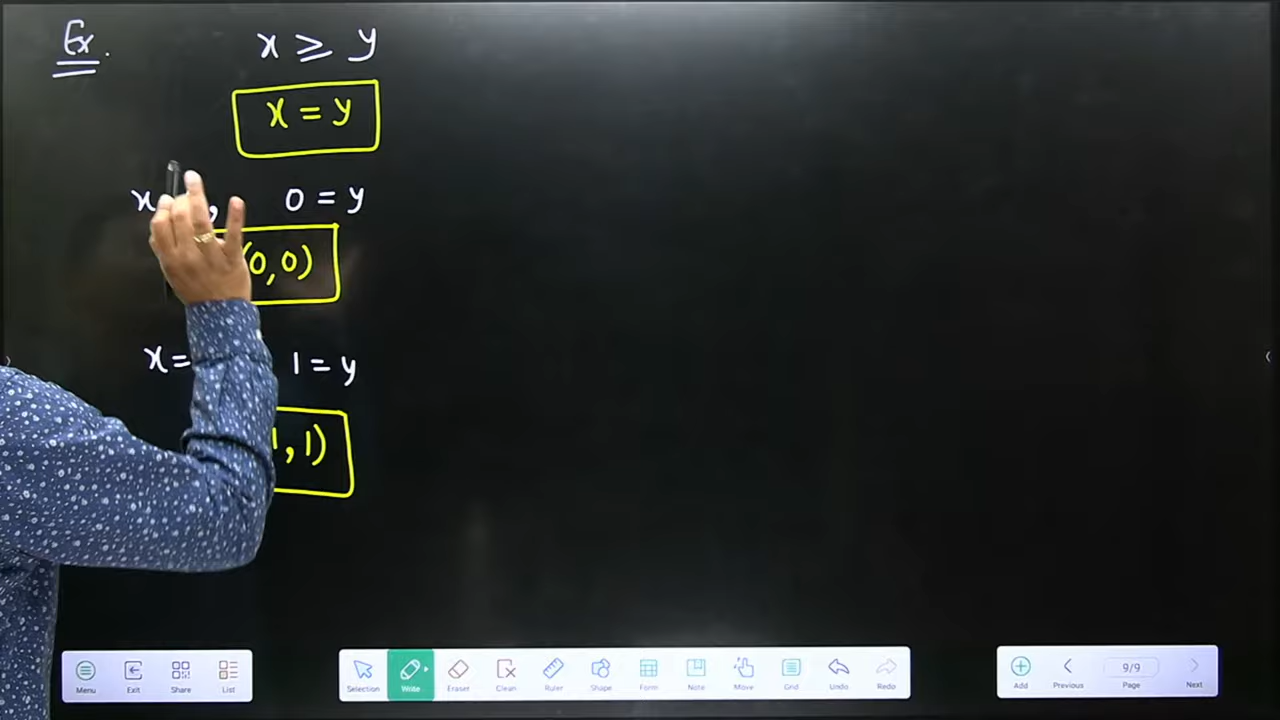 Ex.
x ≥ y
x = y
x , 0 = y
(0,0)
x = 1 = y
1,1)
Menu Exit Share List Selection Write Eraser Clean Ruler Shape Form Note Move Grid Undo Redo Add Previous 9/9 Page Next